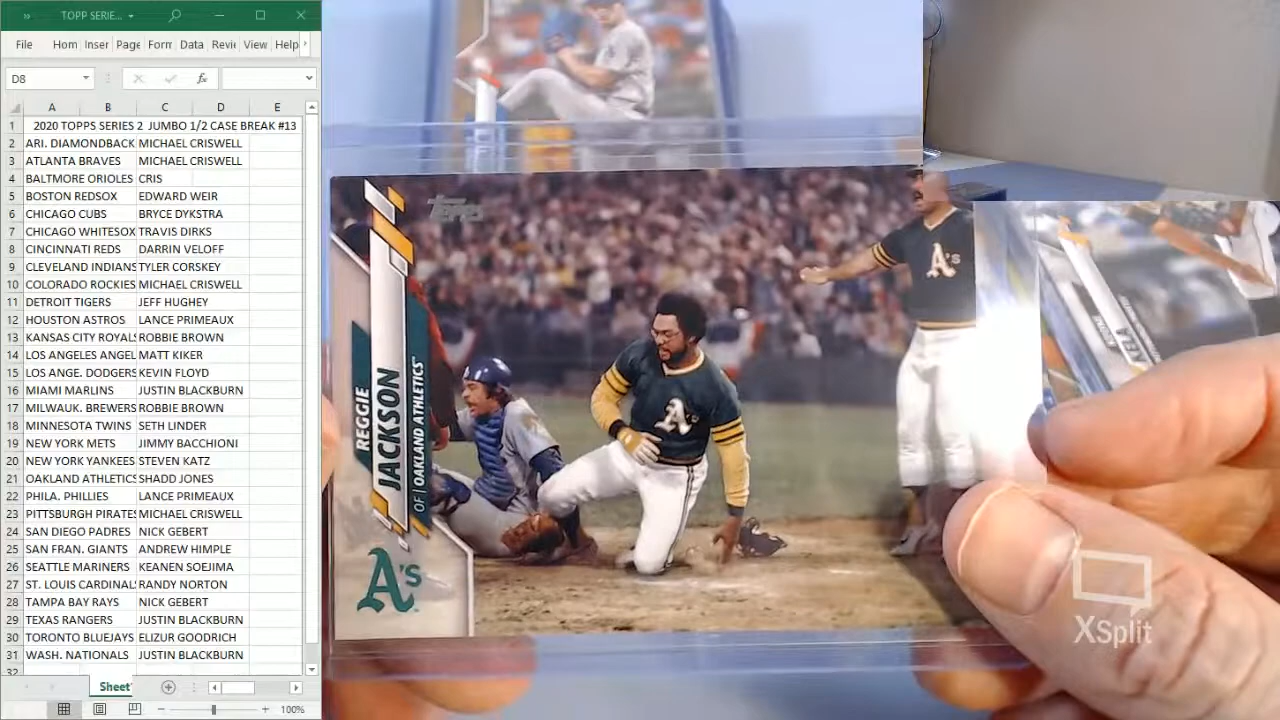 TOPP SERIE...
File Hom Inser Page Form Data Revi View Help
D8 fx
A B C D E
1 2020 TOPPS SERIES 2 JUMBO 1/2 CASE BREAK #13
2 ARI. DIAMONDBACK MICHAEL CRISWELL
3 ATLANTA BRAVES MICHAEL CRISWELL
4 BALTMORE ORIOLES CRIS
5 BOSTON REDSOX EDWARD WEIR
6 CHICAGO CUBS BRYCE DYKSTRA
7 CHICAGO WHITESOX TRAVIS DIRKS
8 CINCINNATI REDS DARRIN VELOFF
9 CLEVELAND INDIANS TYLER CORSKEY
10 COLORADO ROCKIES MICHAEL CRISWELL
11 DETROIT TIGERS JEFF HUGHEY
12 HOUSTON ASTROS LANCE PRIMEAUX
13 KANSAS CITY ROYALS ROBBIE BROWN
14 LOS ANGELES ANGEL MATT KIKER
15 LOS ANGE. DODGERS KEVIN FLOYD
16 MIAMI MARLINS JUSTIN BLACKBURN
17 MILWAUK. BREWERS ROBBIE BROWN
18 MINNESOTA TWINS SETH LINDER
19 NEW YORK METS JIMMY BACCHIONI
20 NEW YORK YANKEES STEVEN KATZ
21 OAKLAND ATHLETICS SHADD JONES
22 PHILA. PHILLIES LANCE PRIMEAUX
23 PITTSBURGH PIRATES MICHAEL CRISWELL
24 SAN DIEGO PADRES NICK GEBERT
25 SAN FRAN. GIANTS ANDREW HIMPLE
26 SEATTLE MARINERS KEANEN SOEJIMA
27 ST. LOUIS CARDINALS RANDY NORTON
28 TAMPA BAY RAYS NICK GEBERT
29 TEXAS RANGERS JUSTIN BLACKBURN
30 TORONTO BLUEJAYS ELIZUR GOODRICH
31 WASH. NATIONALS JUSTIN BLACKBURN
32
Sheet1
100%
Topps
REGGIE
JACKSON
OF | OAKLAND ATHLETICS™
A's
A's
A's
XSplit